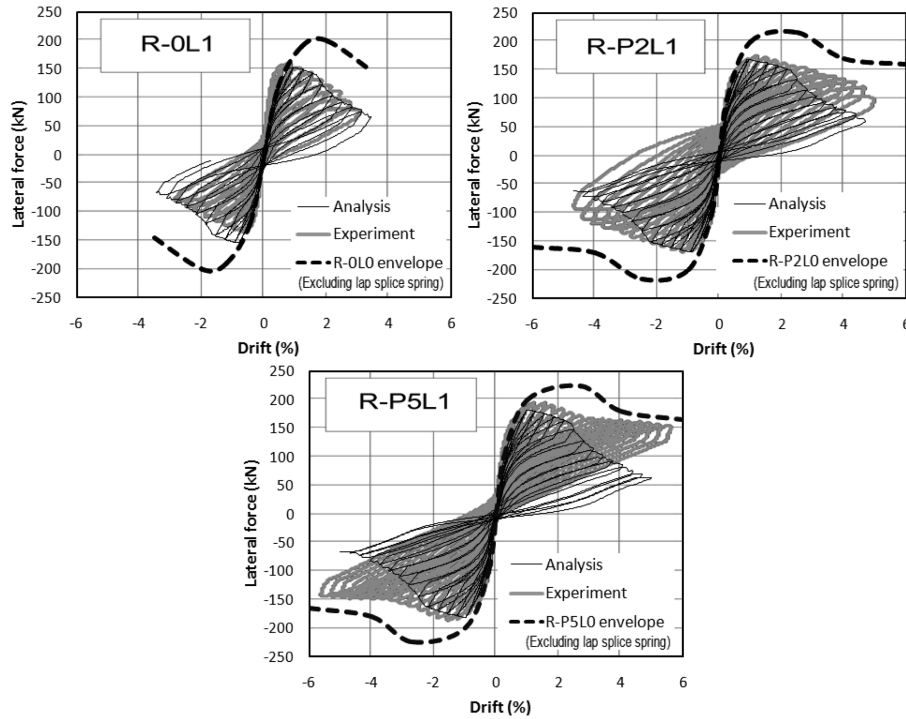 R-0L1
250
200
150
100
50
0
-50
-100
-150
-200
-250
Lateral force (kN)
Analysis
Experiment
R-0L0 envelope
(Excluding lap splice spring)
-6 -4 -2 0 2 4 6
Drift (%)
R-P2L1
250
200
150
100
50
0
-50
-100
-150
-200
-250
Lateral force (kN)
Analysis
Experiment
R-P2L0 envelope
(Excluding lap splice spring)
-6 -4 -2 0 2 4 6
Drift (%)
R-P5L1
250
200
150
100
50
0
-50
-100
-150
-200
-250
Lateral force (kN)
Analysis
Experiment
R-P5L0 envelope
(Excluding lap splice spring)
-6 -4 -2 0 2 4 6
Drift (%)